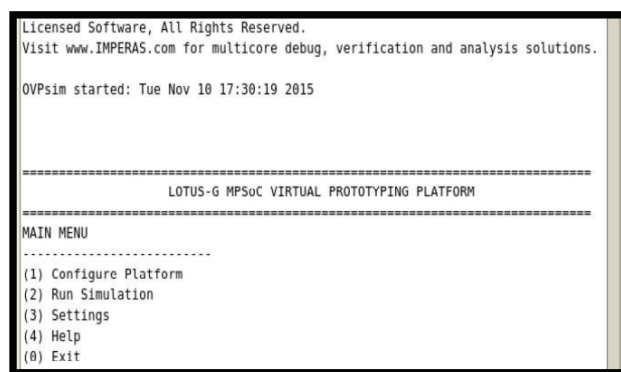 Licensed Software, All Rights Reserved.
Visit www.IMPERAS.com for multicore debug, verification and analysis solutions.
OVPsim started: Tue Nov 10 17:30:19 2015
================================================================================
LOTUS-G MPSoC VIRTUAL PROTOTYPING PLATFORM
================================================================================
MAIN MENU
--------------------------
(1) Configure Platform
(2) Run Simulation
(3) Settings
(4) Help
(0) Exit